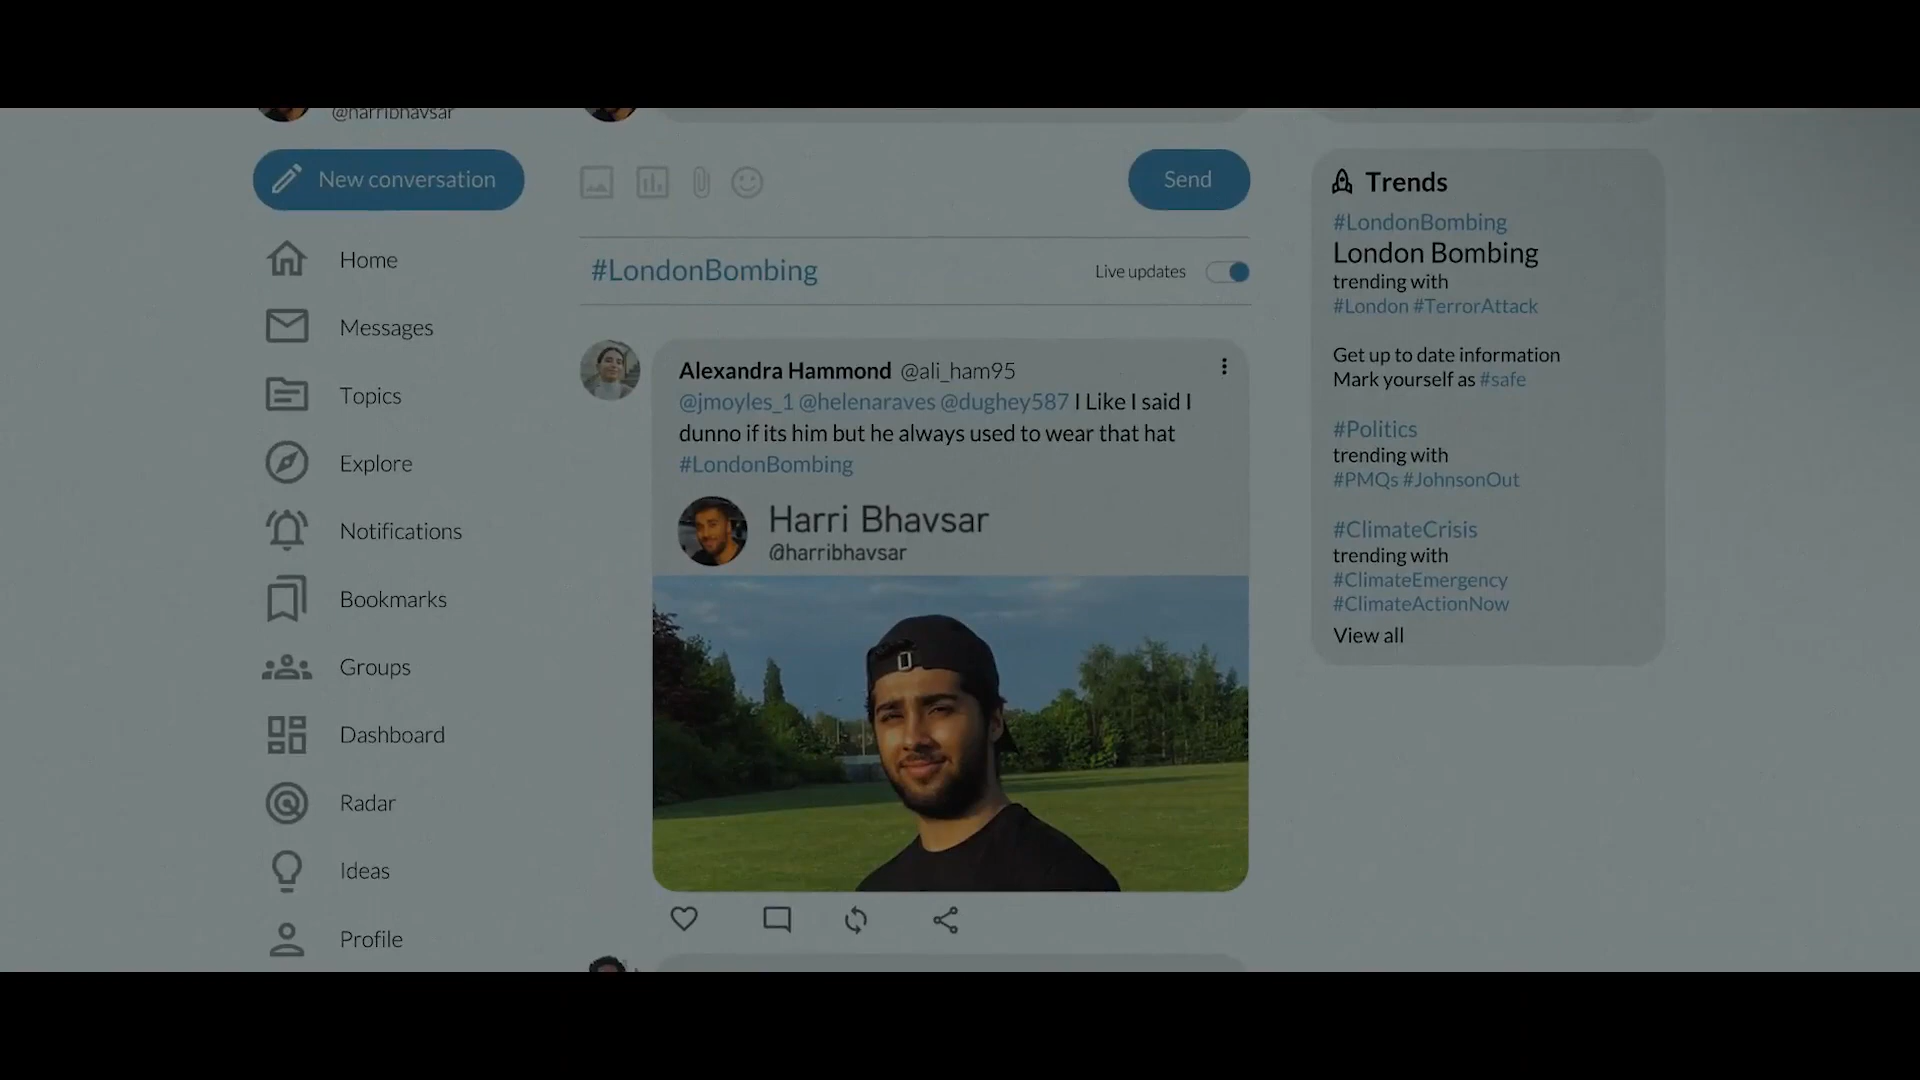 @harribhavsar
New conversation
Home
Messages
Topics
Explore
Notifications
Bookmarks
Groups
Dashboard
Radar
Ideas
Profile
Send
#LondonBombing
Live updates
Alexandra Hammond @ali_ham95
@jmoyles_1 @helenaraves @dughey587 I Like I said I
dunno if its him but he always used to wear that hat
#LondonBombing
Harri Bhavsar
@harribhavsar
Trends
#LondonBombing
London Bombing
trending with
#London #TerrorAttack
Get up to date information
Mark yourself as #safe
#Politics
trending with
#PMQs #JohnsonOut
#ClimateCrisis
trending with
#ClimateEmergency
#ClimateActionNow
View all